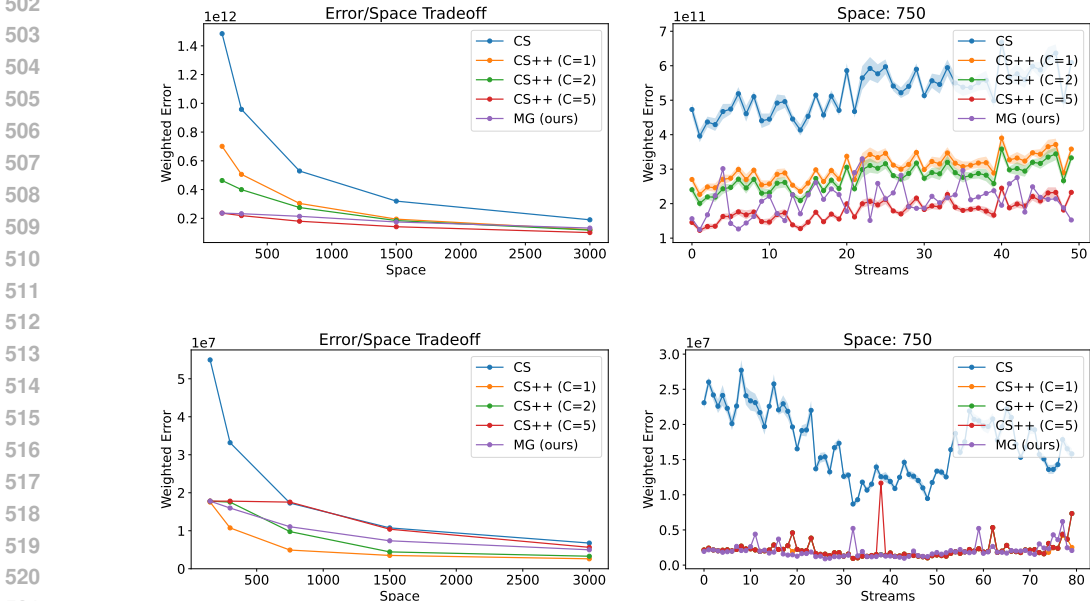 502
503
504
505
506
507
508
509
510
511
512
513
514
515
516
517
518
519
520
Error/Space Tradeoff
1e12
CS
CS++ (C=1)
CS++ (C=2)
CS++ (C=5)
MG (ours)
Weighted Error
1.4
1.2
1.0
0.8
0.6
0.4
0.2
500 1000 1500 2000 2500 3000
Space
Space: 750
1e11
CS
CS++ (C=1)
CS++ (C=2)
CS++ (C=5)
MG (ours)
Weighted Error
7
6
5
4
3
2
1
0 10 20 30 40 50
Streams
Error/Space Tradeoff
1e7
CS
CS++ (C=1)
CS++ (C=2)
CS++ (C=5)
MG (ours)
Weighted Error
5
4
3
2
1
0
500 1000 1500 2000 2500 3000
Space
Space: 750
1e7
CS
CS++ (C=1)
CS++ (C=2)
CS++ (C=5)
MG (ours)
Weighted Error
3.0
2.5
2.0
1.5
1.0
0.5
0.0
0 10 20 30 40 50 60 70 80
Streams